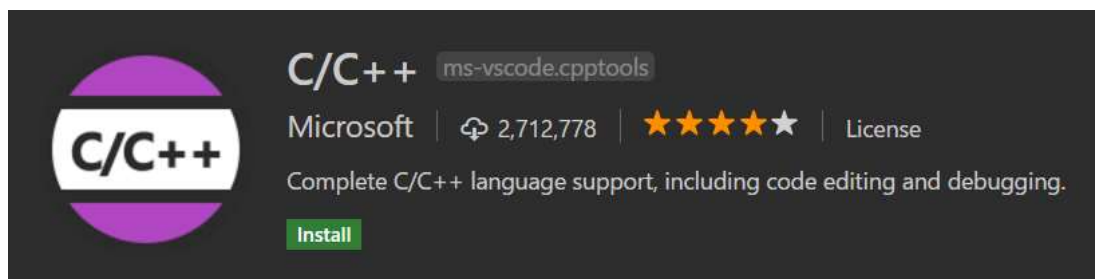 C/C++
C/C++ ms-vscode.cpptools
Microsoft 2,712,778 License
Complete C/C++ language support, including code editing and debugging.
Install